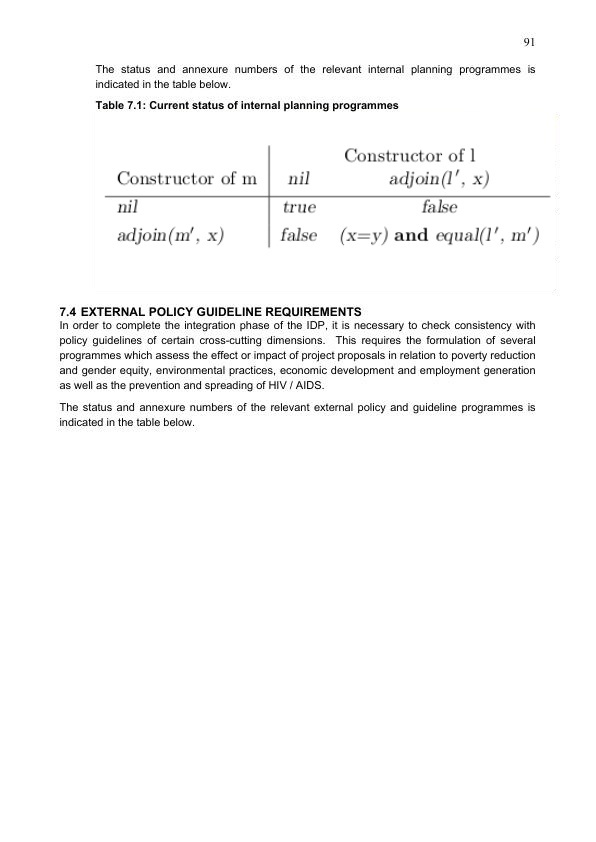 91
The status and annexure numbers of the relevant internal planning programmes is
indicated in the table below.
Table 7.1: Current status of internal planning programmes
Constructor of l
Constructor of m nil adjoin(l′, x)
nil true false
adjoin(m′, x) false (x=y) and equal(l′, m′)
7.4 EXTERNAL POLICY GUIDELINE REQUIREMENTS
In order to complete the integration phase of the IDP, it is necessary to check consistency with
policy guidelines of certain cross-cutting dimensions. This requires the formulation of several
programmes which assess the effect or impact of project proposals in relation to poverty reduction
and gender equity, environmental practices, economic development and employment generation
as well as the prevention and spreading of HIV / AIDS.
The status and annexure numbers of the relevant external policy and guideline programmes is
indicated in the table below.